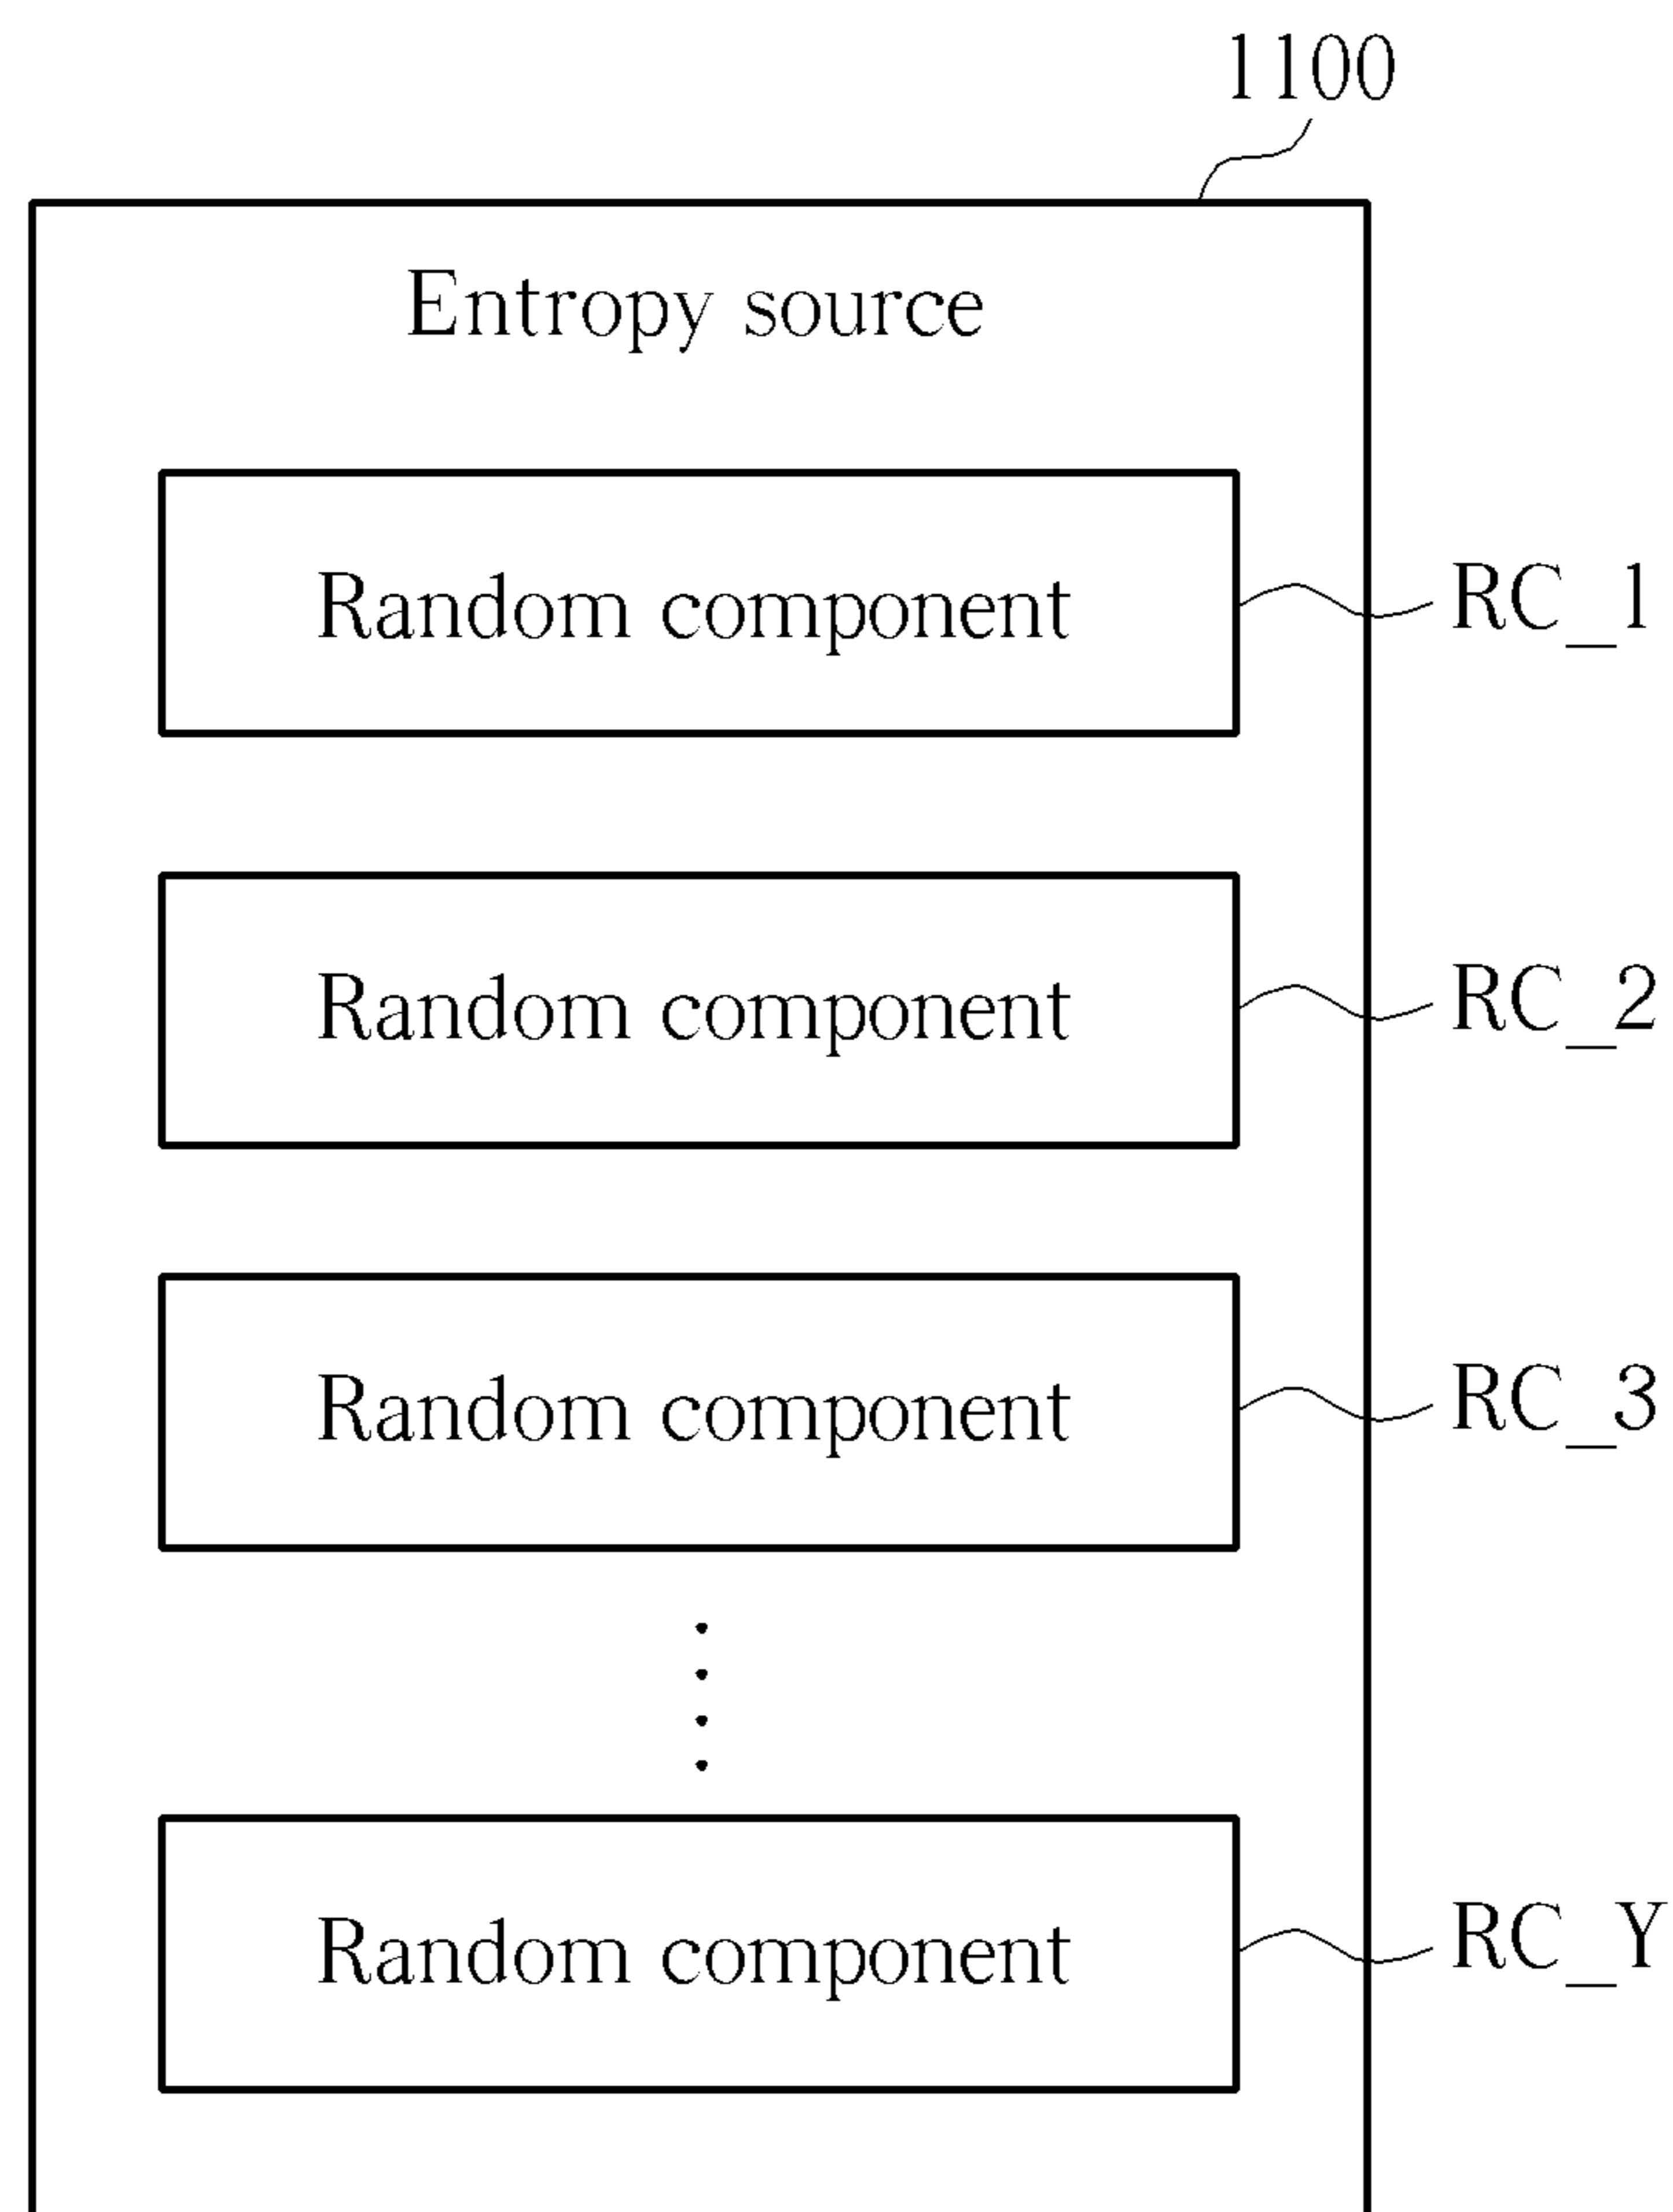 1100
Entropy source
Random component
RC_1
Random component
RC_2
Random component
RC_3
Random component
RC_Y